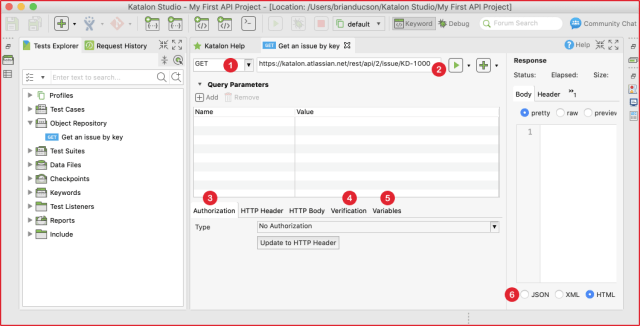 Katalon Studio - My First API Project - [Location: /Users/brianducson/Katalon Studio/My First API Project]
default
Keyword
Debug
Forum Search
Community Chat
Tests Explorer
Request History
Enter text to search...
Profiles
Test Cases
Object Repository
GET Get an issue by key
Test Suites
Data Files
Checkpoints
Keywords
Test Listeners
Reports
Include
Katalon Help
GET Get an issue by key
Help
GET
1
https://katalon.atlassian.net/rest/api/2/issue/KD-1000
2
Query Parameters
Add
Remove
Name
Value
3
4
5
Authorization
HTTP Header
HTTP Body
Verification
Variables
Type
No Authorization
Update to HTTP Header
Response
Status:
Elapsed:
Size:
Body
Header
»1
pretty
raw
preview
1
6
JSON
XML
HTML